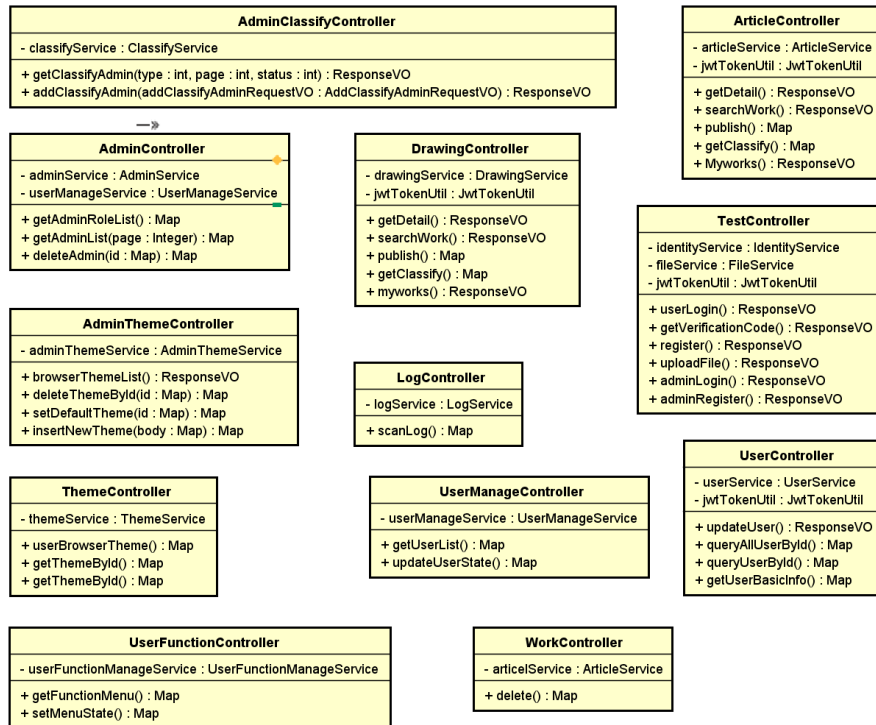 AdminClassifyController
- classifyService : ClassifyService
+ getClassifyAdmin(type : int, page : int, status : int) : ResponseVO
+ addClassifyAdmin(addClassifyAdminRequestVO : AddClassifyAdminRequestVO) : ResponseVO
ArticleController
- articleService : ArticleService
- jwtTokenUtil : JwtTokenUtil
+ getDetail() : ResponseVO
+ searchWork() : ResponseVO
+ publish() : Map
+ getClassify() : Map
+ Myworks() : ResponseVO
AdminController
- adminService : AdminService
- userManageService : UserManageService
+ getAdminRoleList() : Map
+ getAdminList(page : Integer) : Map
+ deleteAdmin(id : Map) : Map
DrawingController
- drawingService : DrawingService
- jwtTokenUtil : JwtTokenUtil
+ getDetail() : ResponseVO
+ searchWork() : ResponseVO
+ publish() : Map
+ getClassify() : Map
+ myworks() : ResponseVO
TestController
- identityService : IdentityService
- fileService : FileService
- jwtTokenUtil : JwtTokenUtil
+ userLogin() : ResponseVO
+ getVerificationCode() : ResponseVO
+ register() : ResponseVO
+ uploadFile() : ResponseVO
+ adminLogin() : ResponseVO
+ adminRegister() : ResponseVO
AdminThemeController
- adminThemeService : AdminThemeService
+ browserThemeList() : ResponseVO
+ deleteThemeById(id : Map) : Map
+ setDefaultTheme(id : Map) : Map
+ insertNewTheme(body : Map) : Map
LogController
- logService : LogService
+ scanLog() : Map
UserController
- userService : UserService
- jwtTokenUtil : JwtTokenUtil
+ updateUser() : ResponseVO
+ queryAllUserById() : Map
+ queryUserById() : Map
+ getUserBasicInfo() : Map
ThemeController
- themeService : ThemeService
+ userBrowserTheme() : Map
+ getThemeById() : Map
+ getThemeById() : Map
UserManageController
- userManageService : UserManageService
+ getUserList() : Map
+ updateUserState() : Map
UserFunctionController
- userFunctionManageService : UserFunctionManageService
+ getFunctionMenu() : Map
+ setMenuState() : Map
WorkController
- articelService : ArticleService
+ delete() : Map